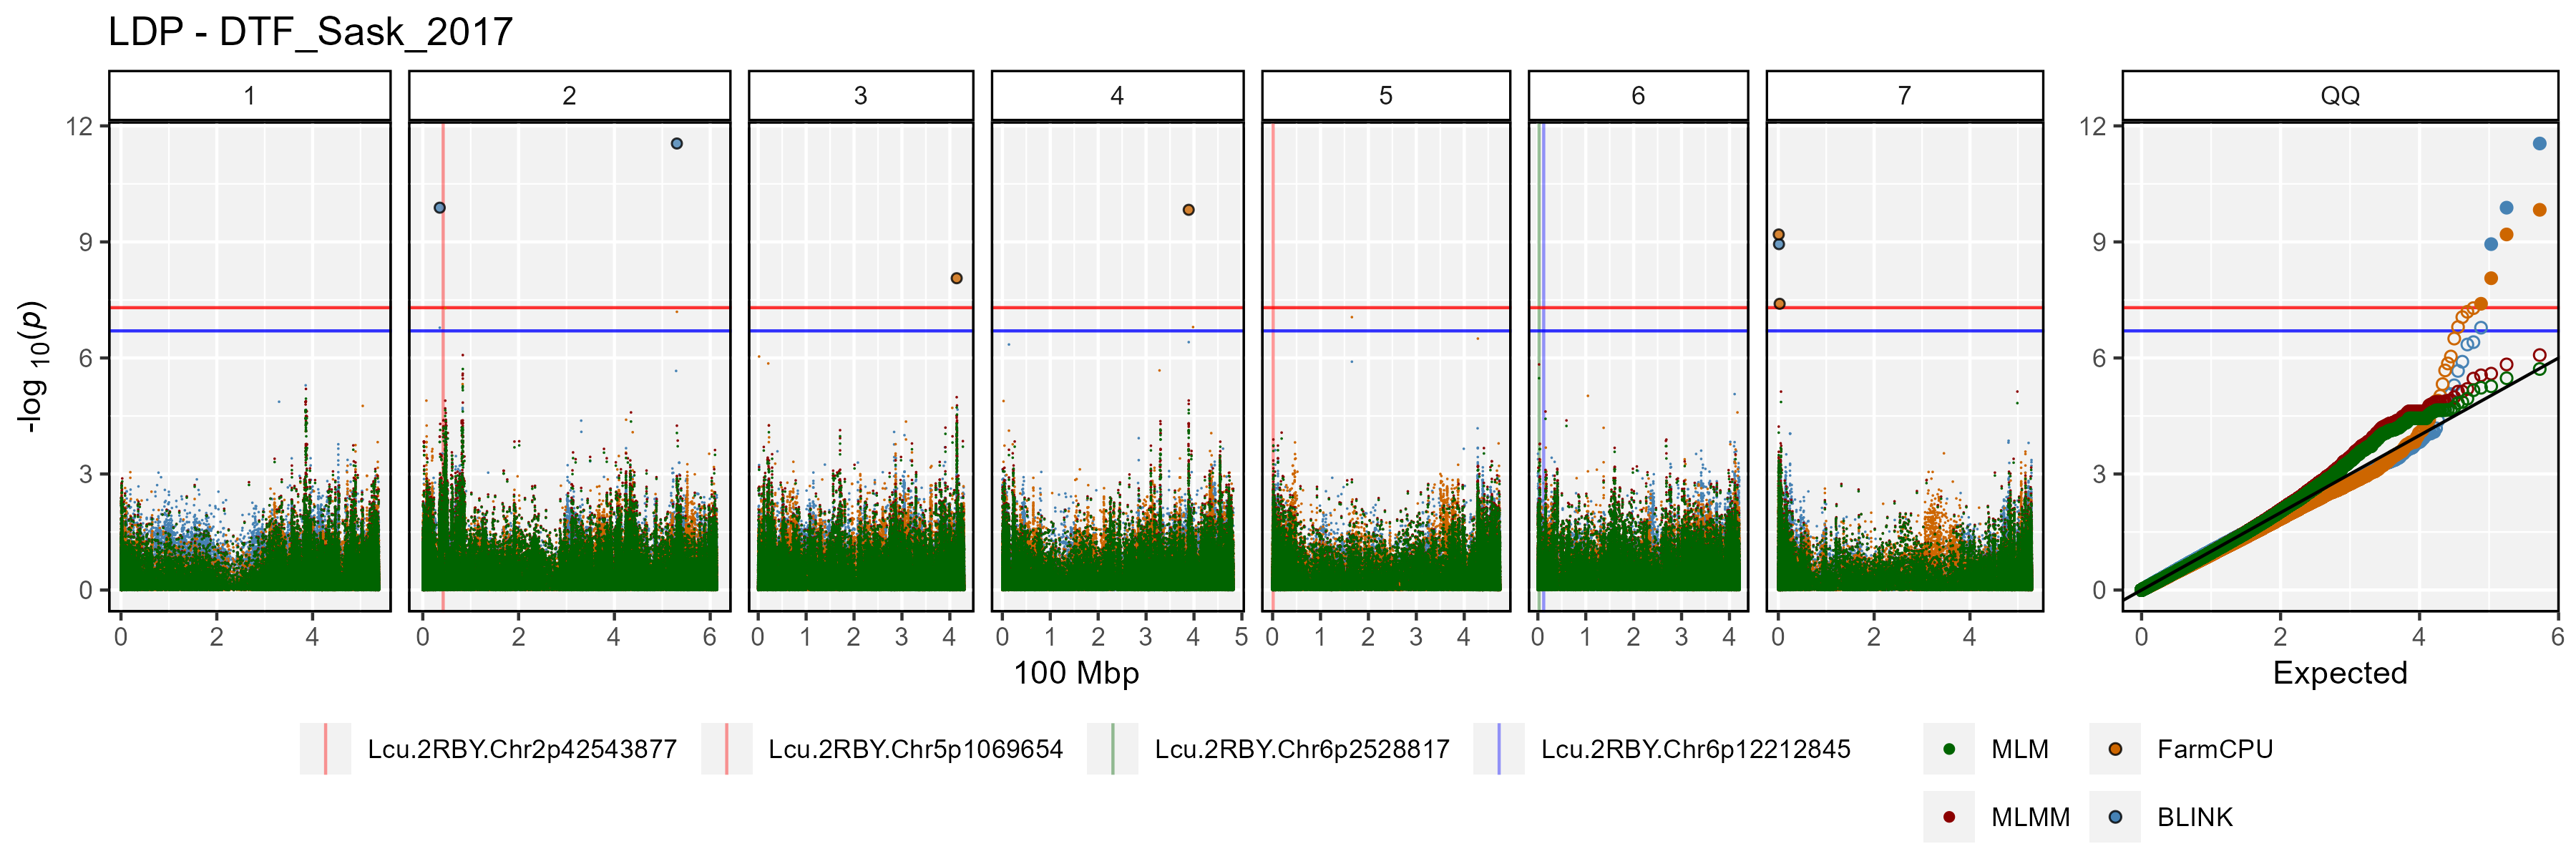 LDP - DTF_Sask_2017
1 2 3 4 5 6 7 QQ
12 12
9 9
6 6
3 3
0 0
-log 10(p)
0 2 4 0 2 4 6 0 1 2 3 4 0 1 2 3 4 5 0 1 2 3 4 0 1 2 3 4 0 2 4 0 2 4 6
100 Mbp Expected
Lcu.2RBY.Chr2p42543877 Lcu.2RBY.Chr5p1069654 Lcu.2RBY.Chr6p2528817 Lcu.2RBY.Chr6p12212845 MLM FarmCPU
MLMM BLINK